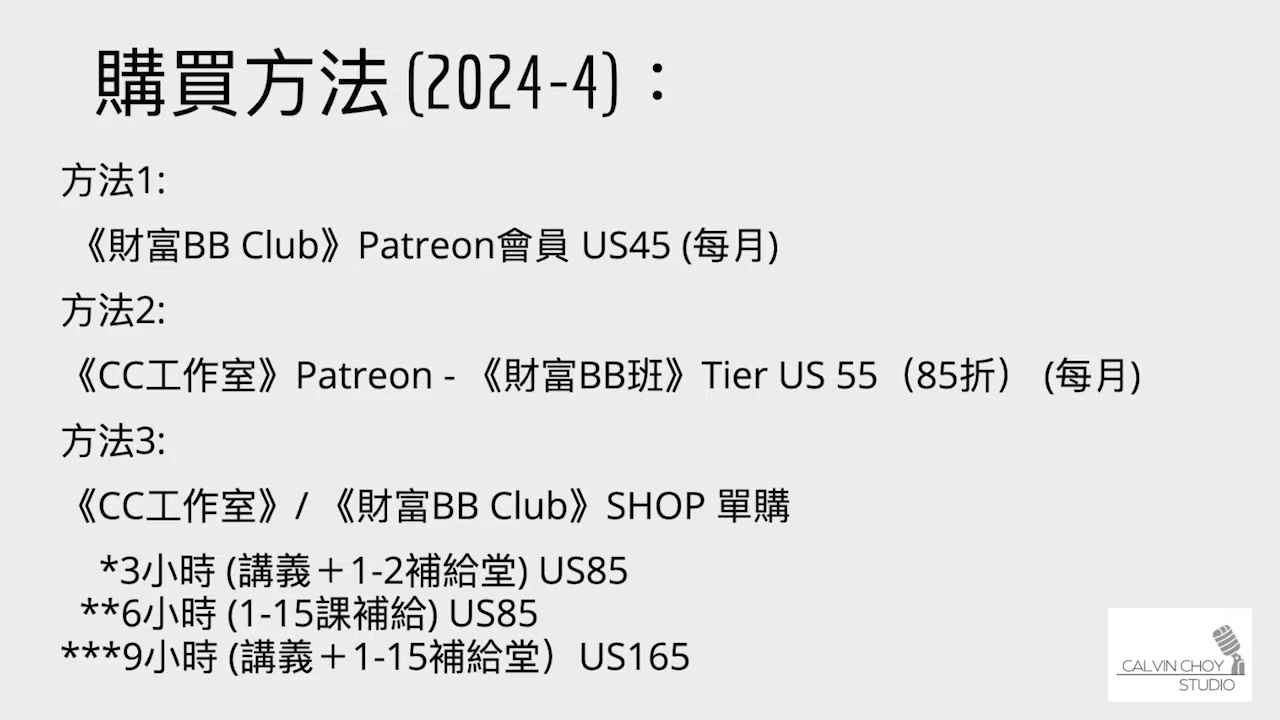 購買方法 (2024-4)：
方法1:
《財富BB Club》Patreon會員 US45 (每月)
方法2:
《CC工作室》Patreon - 《財富BB班》Tier US 55（85折） (每月)
方法3:
《CC工作室》/ 《財富BB Club》SHOP 單購
*3小時 (講義＋1-2補給堂) US85
**6小時 (1-15課補給) US85
***9小時 (講義＋1-15補給堂）US165
CALVIN CHOY
STUDIO